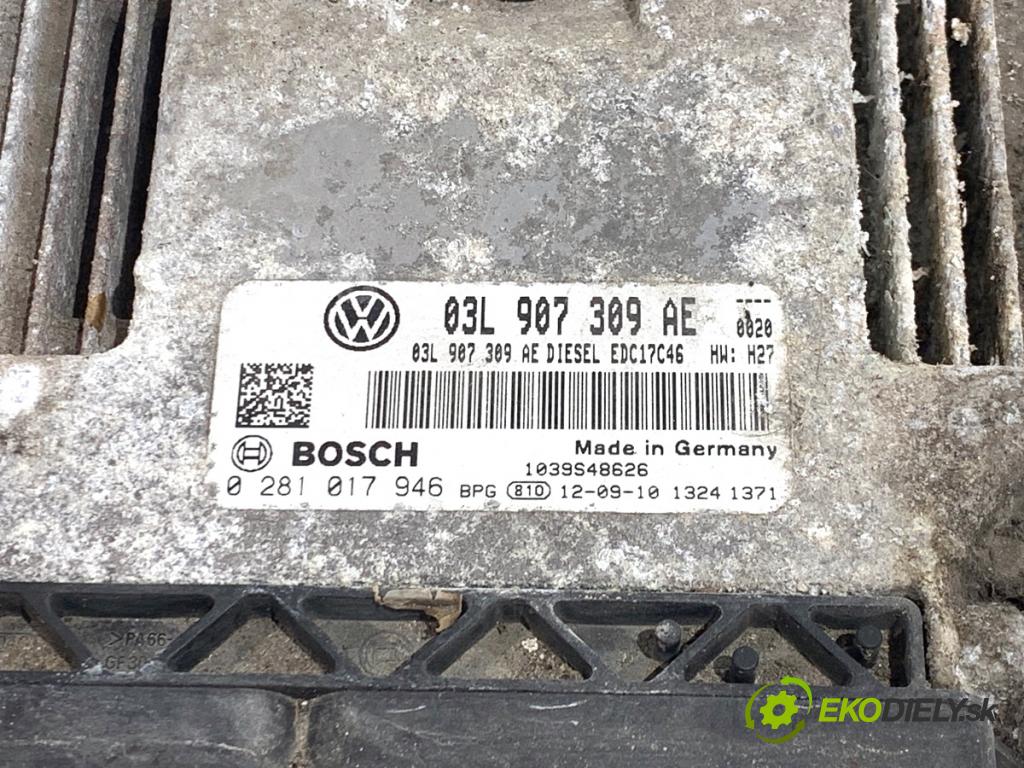 03L 907 309 AE
0020
03L 907 309 AE DIESEL EDC17C46 HW: H27
BOSCH
Made in Germany
1039S48626
0 281 017 946 BPG 810 12-09-10 1324 1371
>PA66-
EKODIELY.sk